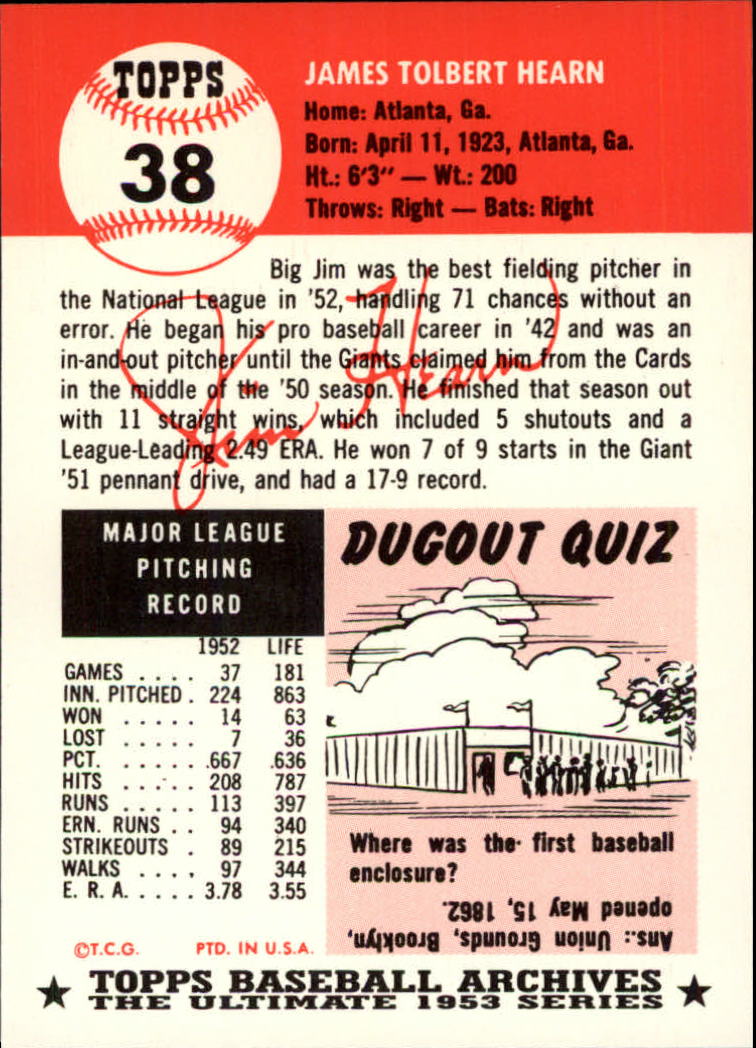 TOPPS
38
JAMES TOLBERT HEARN
Home: Atlanta, Ga.
Born: April 11, 1923, Atlanta, Ga.
Ht.: 6'3" — Wt.: 200
Throws: Right — Bats: Right
Big Jim was the best fielding pitcher in
the National League in '52, handling 71 chances without an
error. He began his pro baseball career in '42 and was an
in-and-out pitcher until the Giants claimed him from the Cards
in the middle of the '50 season. He finished that season out
with 11 straight wins, which included 5 shutouts and a
League-Leading 2.49 ERA. He won 7 of 9 starts in the Giant
'51 pennant drive, and had a 17-9 record.
Jim Hearn
MAJOR LEAGUE
PITCHING
RECORD
1952 LIFE
GAMES . . . . 37 181
INN. PITCHED . 224 863
WON . . . . . 14 63
LOST . . . . . 7 36
PCT. . . . . . .667 .636
HITS . . . . . 208 787
RUNS . . . . . 113 397
ERN. RUNS . . 94 340
STRIKEOUTS . 89 215
WALKS . . . . 97 344
E. R. A. . . . . 3.78 3.55
©T.C.G. PTD. IN U.S.A.
DUGOUT QUIZ
Where was the first baseball
enclosure?
Ans.: Union Grounds, Brooklyn,
opened May 15, 1862.
TOPPS BASEBALL ARCHIVES
THE ULTIMATE 1953 SERIES